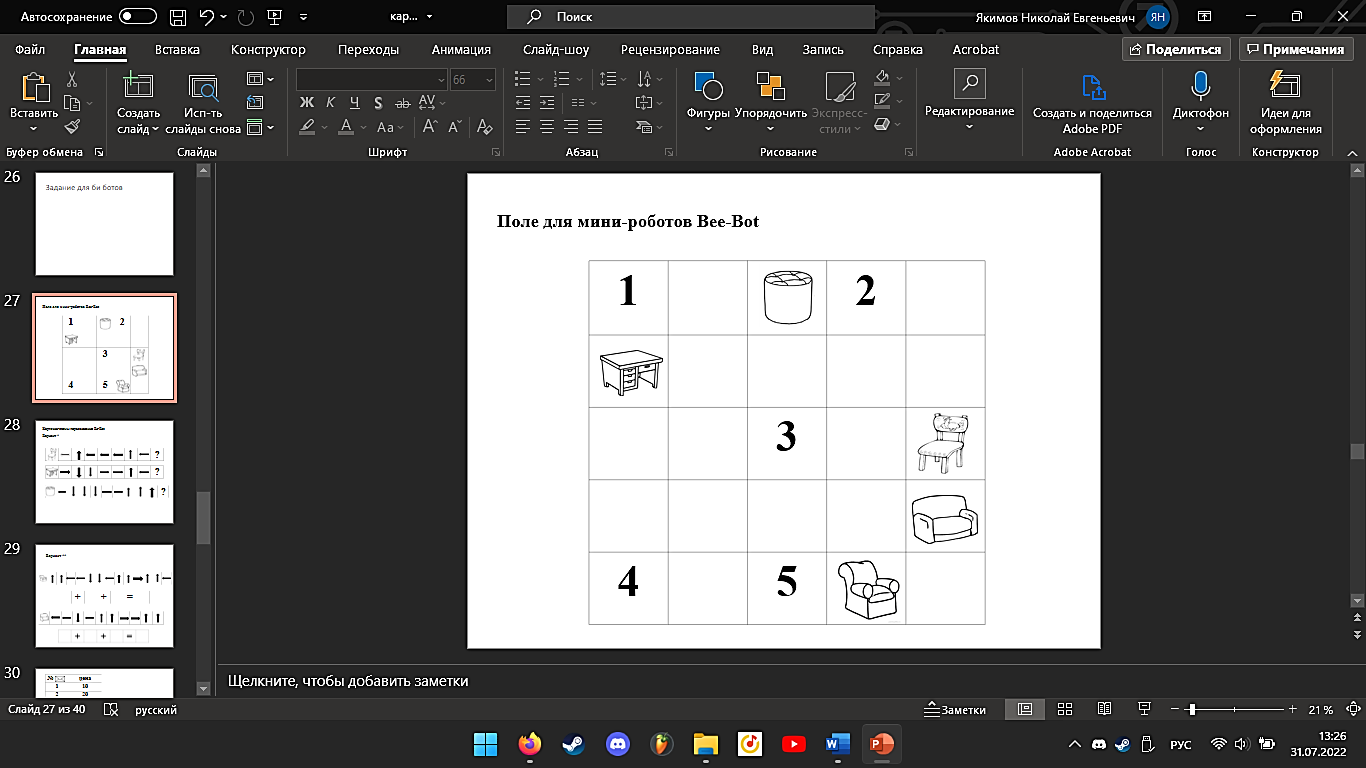 Автосохранение
кар...
Поиск
Якимов Николай Евгеньевич
ЯН
Файл Главная Вставка Конструктор Переходы Анимация Слайд-шоу Рецензирование Вид Запись Справка Acrobat
Поделиться
Примечания
Вставить
Создать слайд
Исп-ть слайды снова
66
Ж К Ч S ab AV
Aa
Фигуры
Упорядочить
Экспресс-стили
Редактирование
Создать и поделиться Adobe PDF
Диктофон
Идеи для оформления
Буфер обмена
Слайды
Шрифт
Абзац
Рисование
Adobe Acrobat
Голос
Конструктор
26
Задание для би ботов
27
28
29
30
Поле для мини-роботов Bee-Bot
1 2
3
4 5
Щелкните, чтобы добавить заметки
Слайд 27 из 40
русский
Заметки
21 %
РУС
13:26
31.07.2022